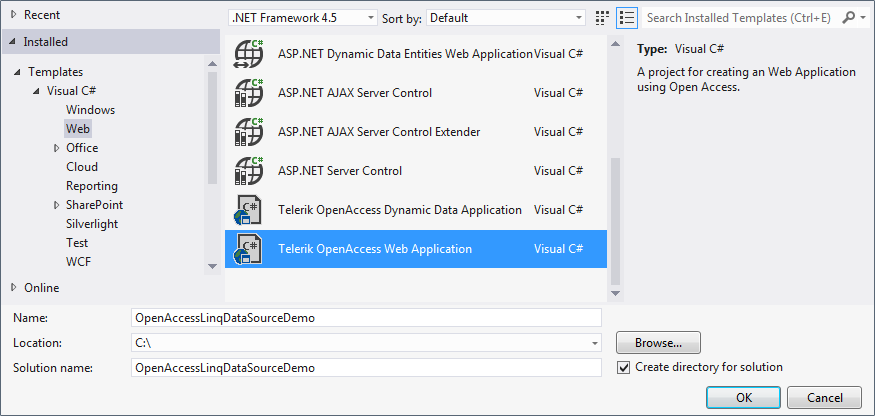 Recent
Installed
Templates
Visual C#
Windows
Web
Office
Cloud
Reporting
SharePoint
Silverlight
Test
WCF
Online
.NET Framework 4.5 Sort by: Default
ASP.NET Dynamic Data Entities Web Application Visual C#
ASP.NET AJAX Server Control Visual C#
ASP.NET AJAX Server Control Extender Visual C#
ASP.NET Server Control Visual C#
Telerik OpenAccess Dynamic Data Application Visual C#
Telerik OpenAccess Web Application Visual C#
Search Installed Templates (Ctrl+E)
Type: Visual C#
A project for creating an Web Application
using Open Access.
Name: OpenAccessLinqDataSourceDemo
Location: C:\ Browse...
Solution name: OpenAccessLinqDataSourceDemo Create directory for solution
OK Cancel